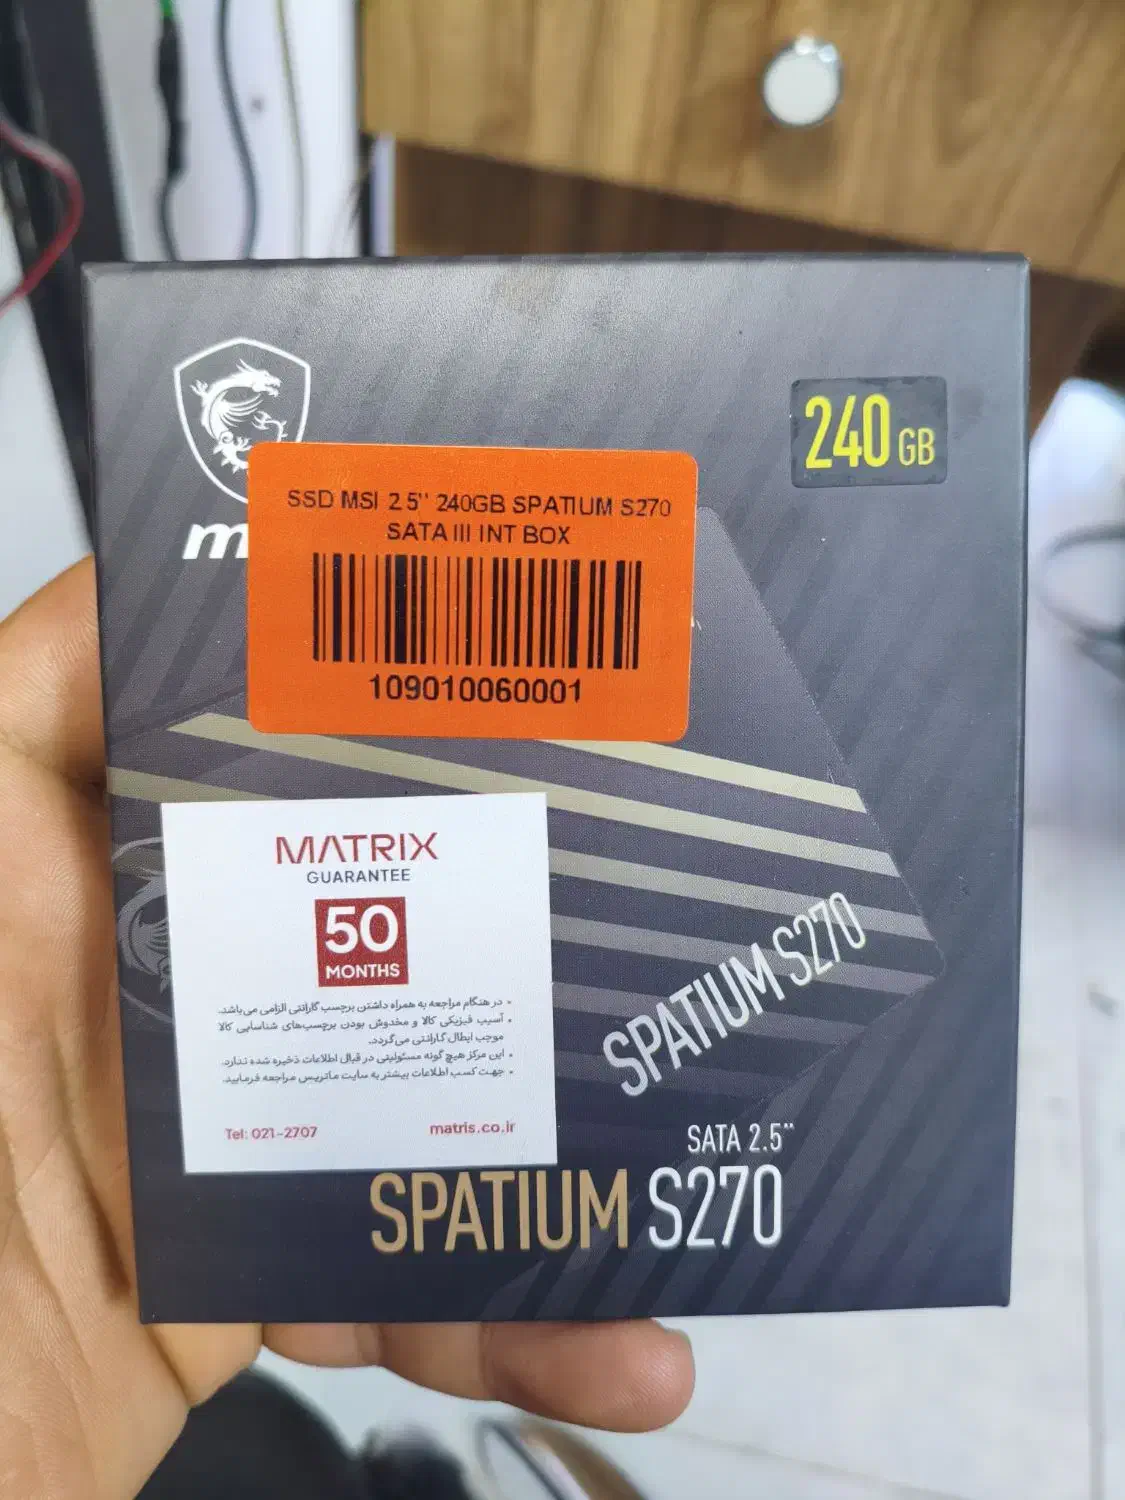 240 GB
m
SSD MSI 2.5'' 240GB SPATIUM S270
SATA III INT BOX
109010060001
MATRIX
GUARANTEE
50
MONTHS
• در هنگام مراجعه به همراه داشتن برچسب گارانتی الزامی می‌باشد.
• آسیب فیزیکی کالا و مخدوش بودن برچسب‌های شناسایی کالا
موجب ابطال گارانتی می‌گردد.
• این مرکز هیچ گونه مسئولیتی در قبال اطلاعات ذخیره شده ندارد.
• جهت کسب اطلاعات بیشتر به سایت ماتریس مراجعه فرمایید.
Tel: 021-2707 matris.co.ir
SPATIUM S270
SATA 2.5"
SPATIUM S270